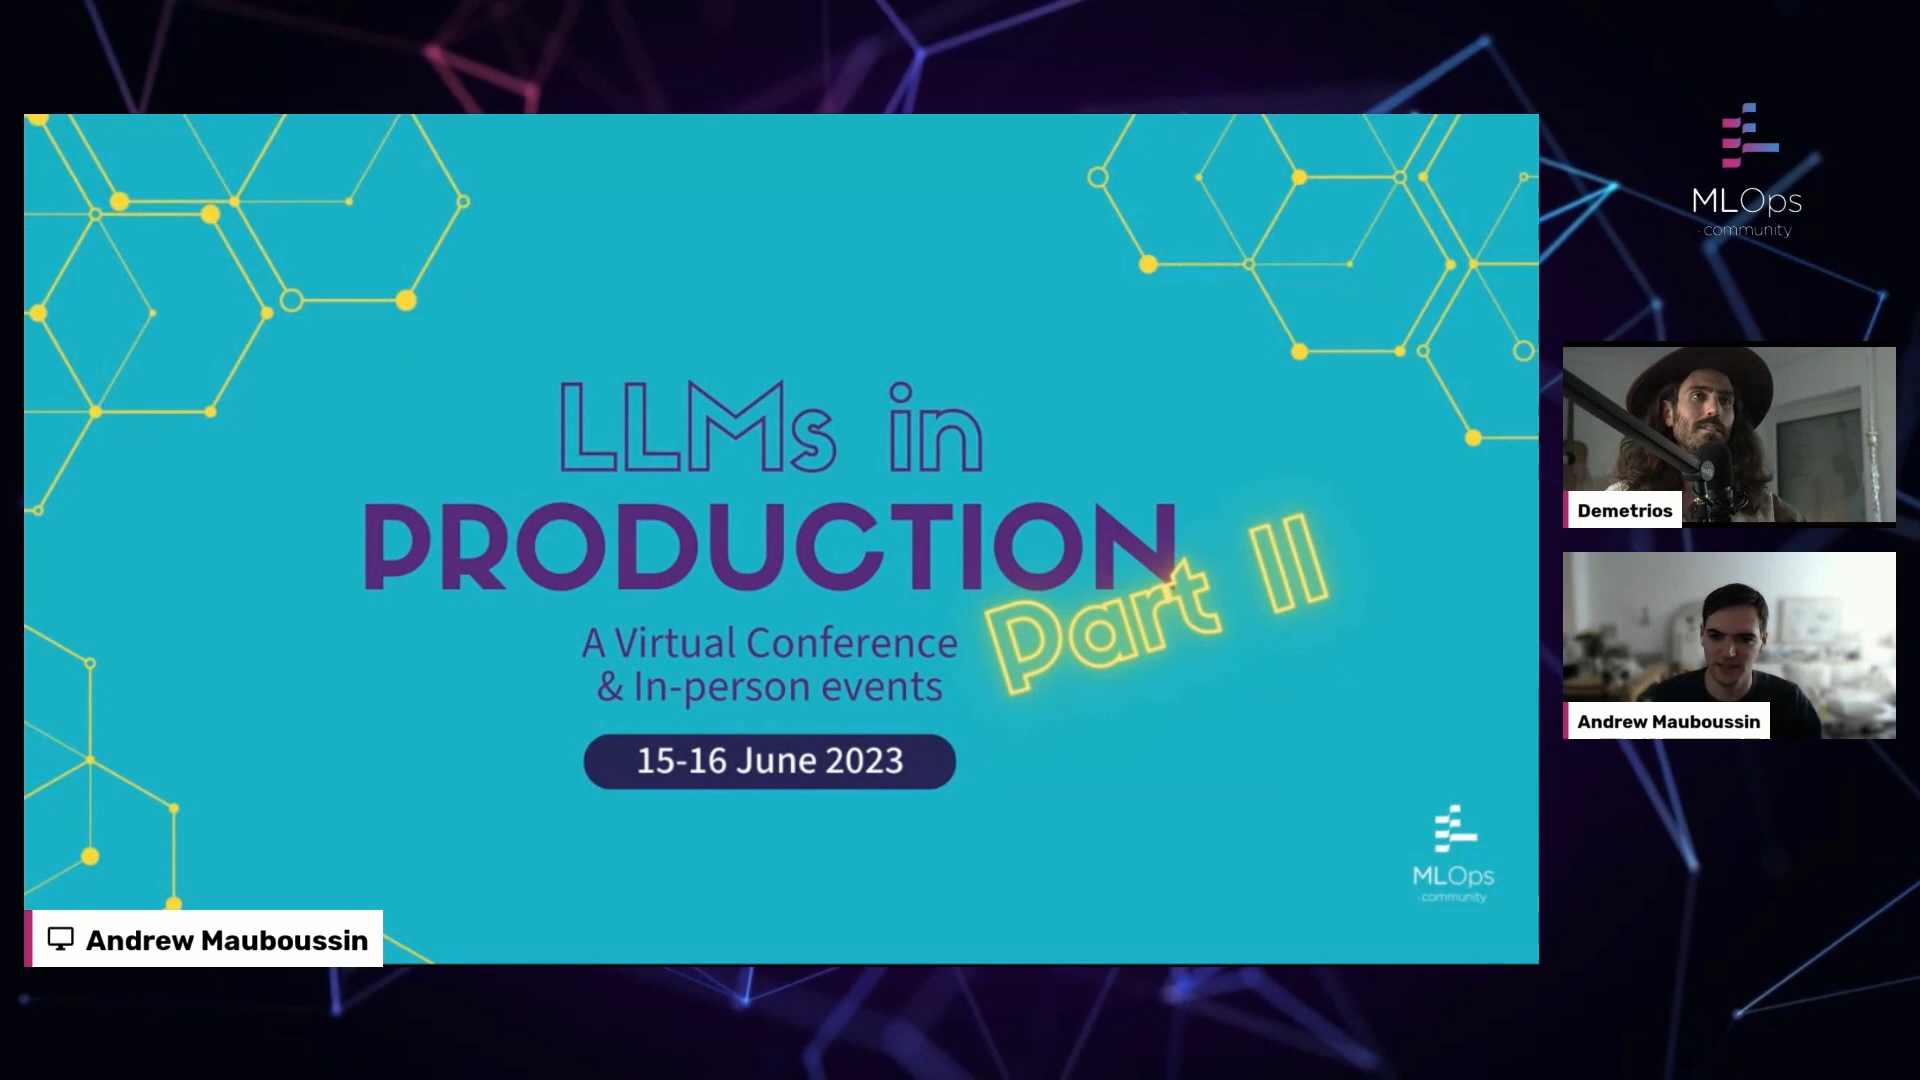 LLMs in
PRODUCTION
Part II
A Virtual Conference
& In-person events
15-16 June 2023
MLOps
community
Andrew Mauboussin
MLOps
community
Demetrios
Andrew Mauboussin